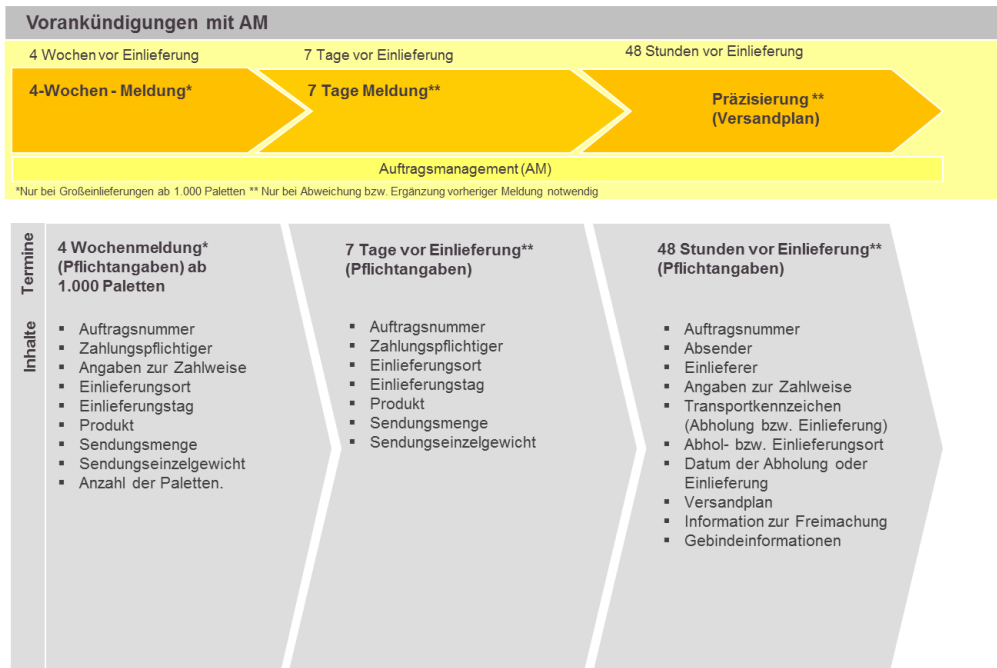 Vorankündigungen mit AM
4 Wochen vor Einlieferung
7 Tage vor Einlieferung
48 Stunden vor Einlieferung
4-Wochen - Meldung*
7 Tage Meldung**
Präzisierung **
(Versandplan)
Auftragsmanagement (AM)
*Nur bei Großeinlieferungen ab 1.000 Paletten ** Nur bei Abweichung bzw. Ergänzung vorheriger Meldung notwendig
Termine
4 Wochenmeldung*
(Pflichtangaben) ab
1.000 Paletten
7 Tage vor Einlieferung**
(Pflichtangaben)
48 Stunden vor Einlieferung**
(Pflichtangaben)
Inhalte
▪ Auftragsnummer
▪ Zahlungspflichtiger
▪ Angaben zur Zahlweise
▪ Einlieferungsort
▪ Einlieferungstag
▪ Produkt
▪ Sendungsmenge
▪ Sendungseinzelgewicht
▪ Anzahl der Paletten.
▪ Auftragsnummer
▪ Zahlungspflichtiger
▪ Einlieferungsort
▪ Einlieferungstag
▪ Produkt
▪ Sendungsmenge
▪ Sendungseinzelgewicht
▪ Auftragsnummer
▪ Absender
▪ Einlieferer
▪ Angaben zur Zahlweise
▪ Transportkennzeichen
(Abholung bzw. Einlieferung)
▪ Abhol- bzw. Einlieferungsort
▪ Datum der Abholung oder
Einlieferung
▪ Versandplan
▪ Information zur Freimachung
▪ Gebindeinformationen